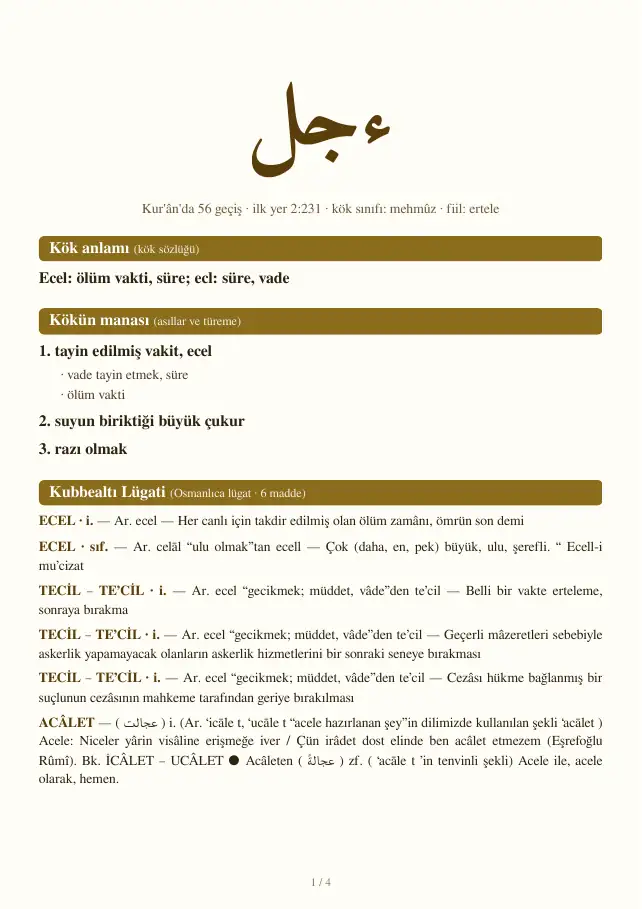 ء جل
Kur'ân'da 56 geçiş · ilk yer 2:231 · kök sınıfı: mehmûz · fiil: ertele
Kök anlamı (kök sözlüğü)
Ecel: ölüm vakti, süre; ecl: süre, vade
Kökün manası (asıllar ve türeme)
1. tayin edilmiş vakit, ecel
· vade tayin etmek, süre
· ölüm vakti
2. suyun biriktiği büyük çukur
3. razı olmak
Kubbealtı Lügati (Osmanlıca lügat · 6 madde)
ECEL · i. — Ar. ecel — Her canlı için takdir edilmiş olan ölüm zamânı, ömrün son demi
ECEL · sıf. — Ar. celāl “ulu olmak”tan ecell — Çok (daha, en, pek) büyük, ulu, şerefli. “ Ecell-i
mu’cizat
TECİL – TE’CİL · i. — Ar. ecel “gecikmek; müddet, vâde”den te’cil — Belli bir vakte erteleme,
sonraya bırakma
TECİL – TE’CİL · i. — Ar. ecel “gecikmek; müddet, vâde”den te’cil — Geçerli mâzeretleri sebebiyle
askerlik yapamayacak olanların askerlik hizmetlerini bir sonraki seneye bırakması
TECİL – TE’CİL · i. — Ar. ecel “gecikmek; müddet, vâde”den te’cil — Cezâsı hükme bağlanmış bir
suçlunun cezâsının mahkeme tarafından geriye bırakılması
ACÂLET — ( عجالت ) i. (Ar. ‘icāle t, ‘ucāle t “acele hazırlanan şey”in dilimizde kullanılan şekli ‘acālet )
Acele: Niceler yârin visâline erişmeğe iver / Çün irâdet dost elinde ben acâlet etmezem (Eşrefoğlu
Rûmî). Bk. İCÂLET – UCÂLET ● Acâleten ( عجالةً ) zf. ( ‘acāle t ’in tenvinli şekli) Acele ile, acele
olarak, hemen.
1 / 4